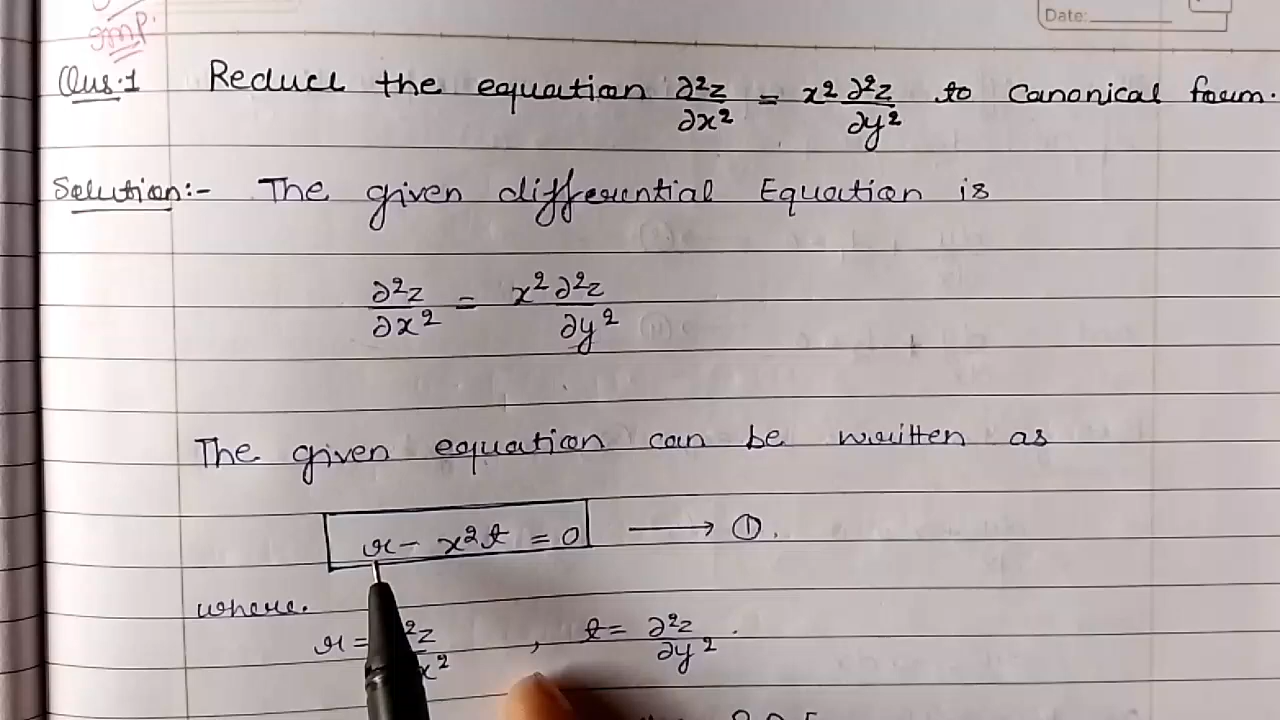 Date:
IMP.
Ques.1 Reduce the equation ∂²z/∂x² = x² ∂²z/∂y² to Canonical form.
Solution:- The given differential Equation is
∂²z/∂x² = x² ∂²z/∂y²
The given equation can be written as
r - x²t = 0 ⟶ ①.
where.
r = ∂²z/∂x² , t = ∂²z/∂y².